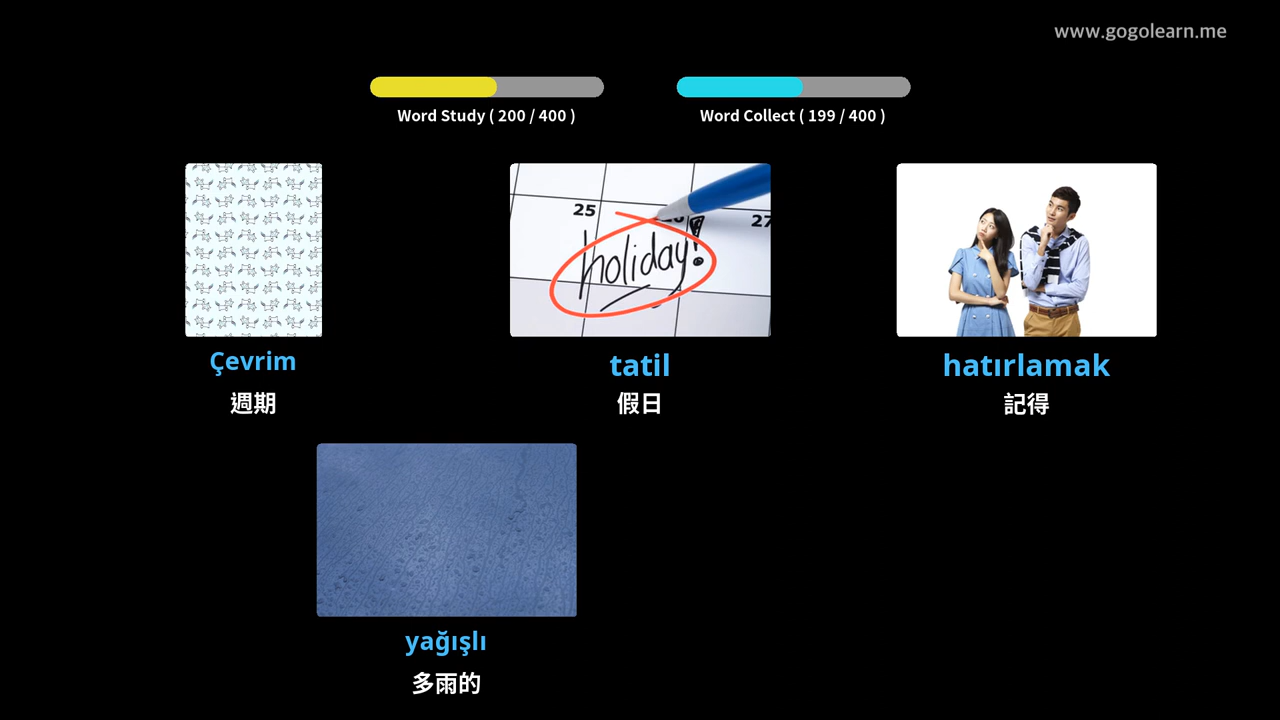 www.gogolearn.me
Word Study ( 200 / 400 )
Word Collect ( 199 / 400 )
25
27
holiday!
Çevrim
週期
tatil
假日
hatırlamak
記得
yağışlı
多雨的